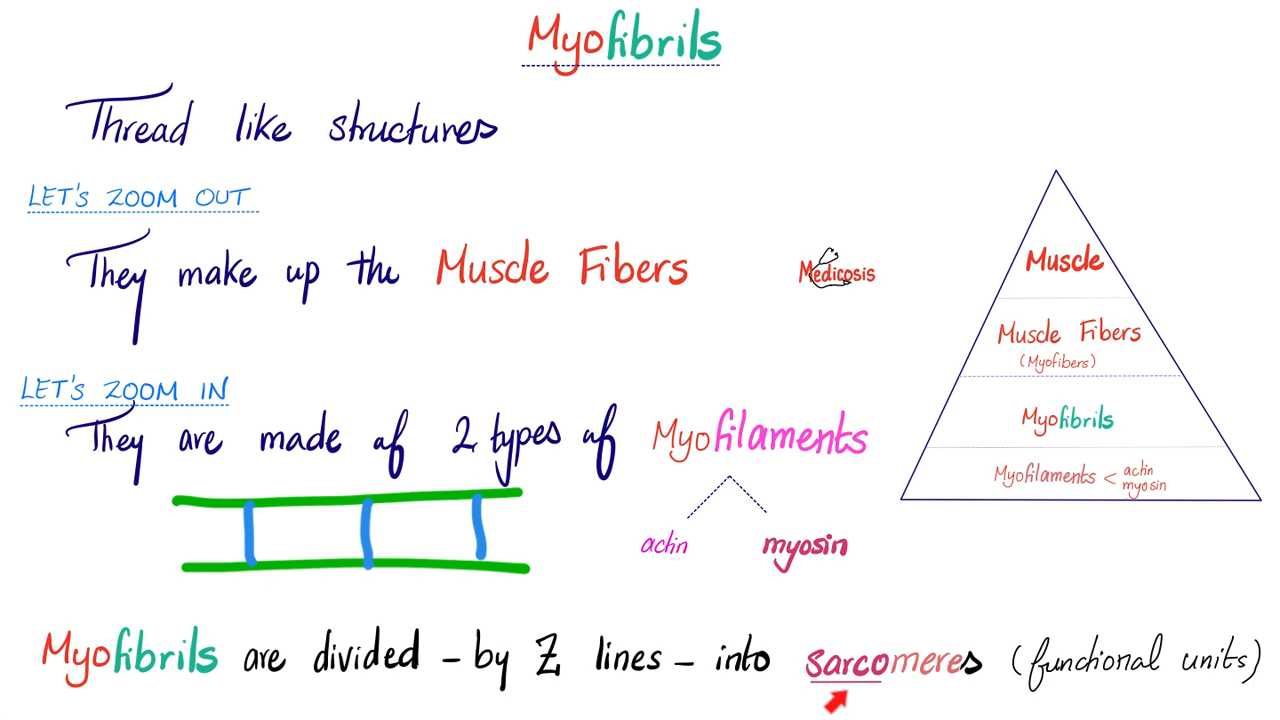 Myofibrils
Thread like structures
LET'S ZOOM OUT
They make up the Muscle Fibers
Medicosis
LET'S ZOOM IN
They are made of 2 types of Myofilaments
actin myosin
Myofibrils are divided - by Z lines - into sarcomeres (functional units)
Muscle
Muscle Fibers
(Myofibers)
Myofibrils
Myofilaments < actin
myosin